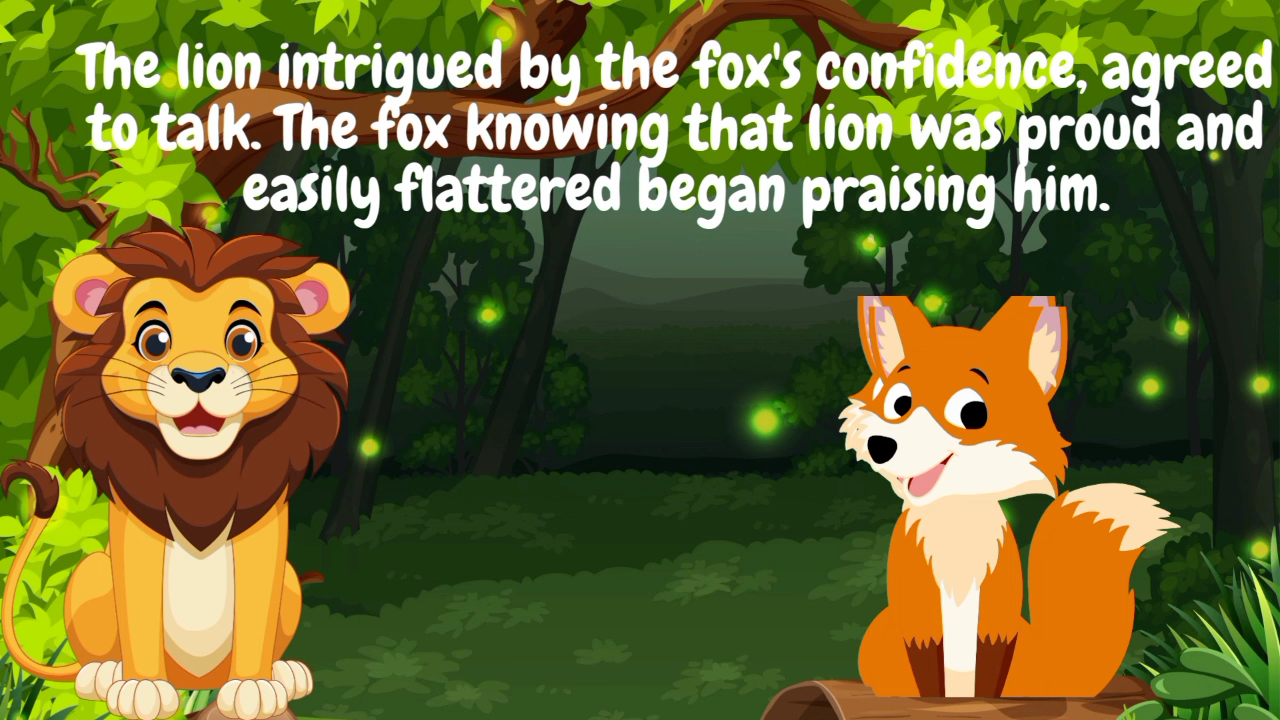 The lion intrigued by the fox's confidence, agreed
to talk. The fox knowing that lion was proud and
easily flattered began praising him.